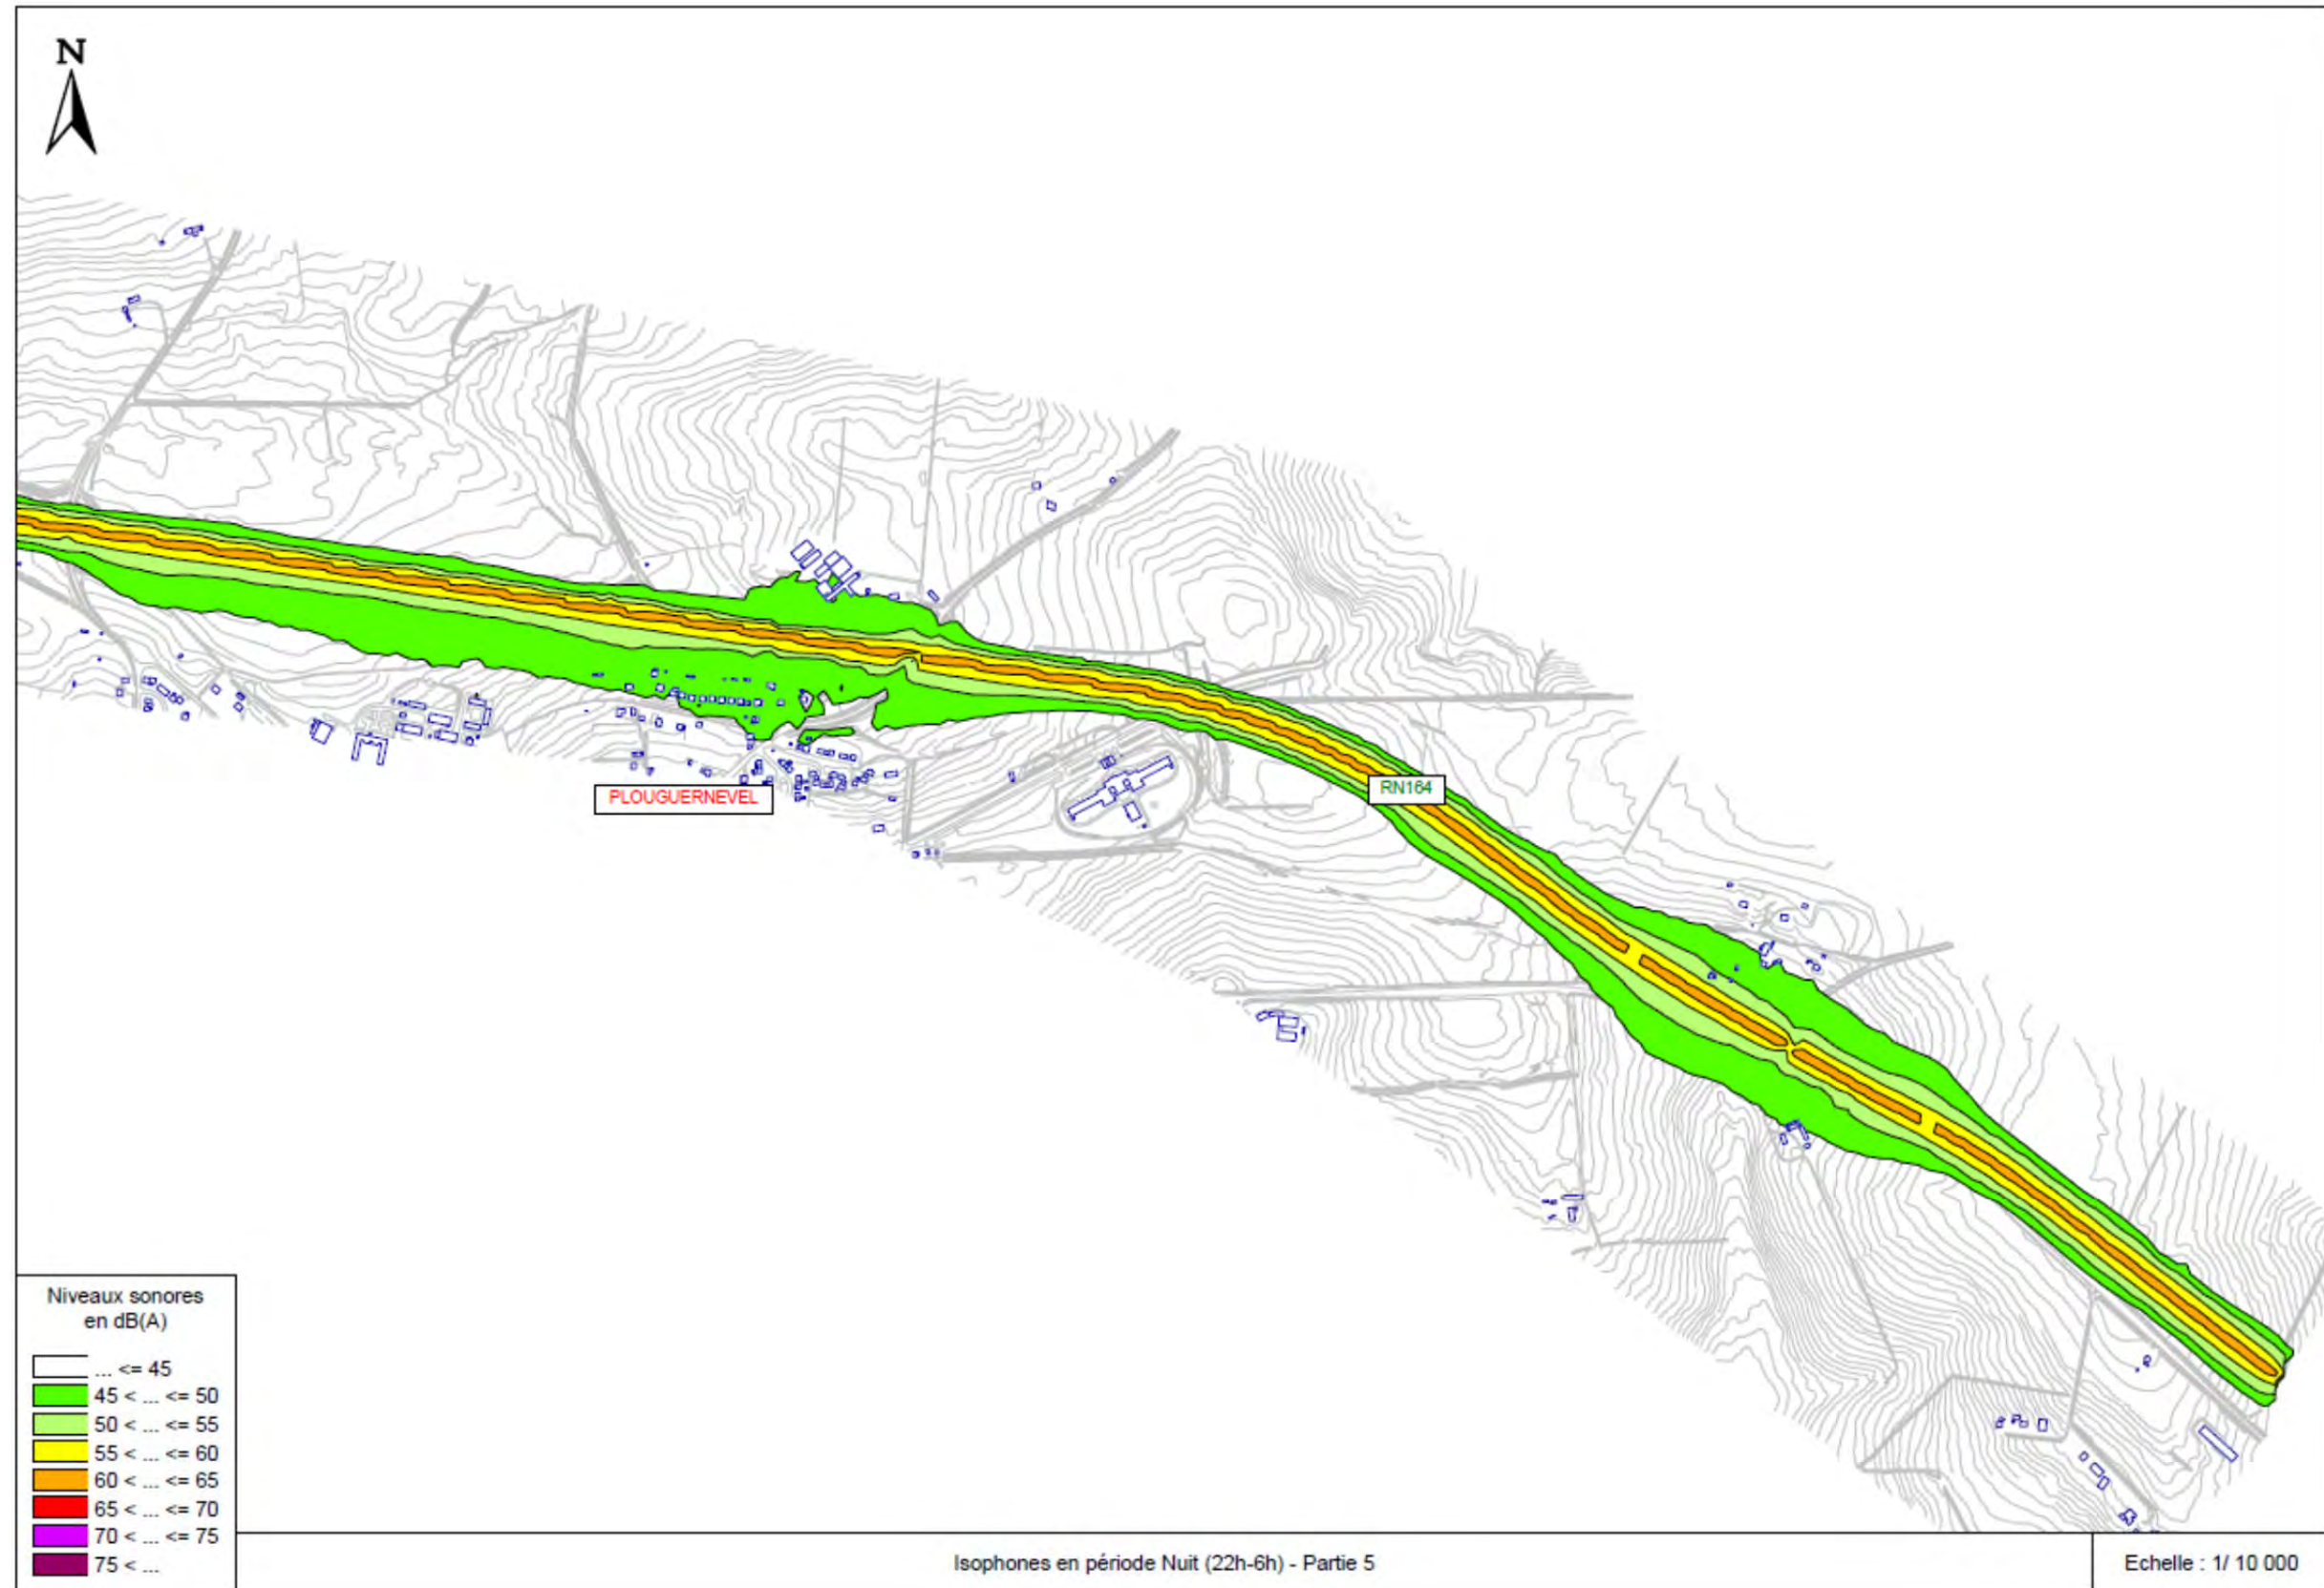 N
PLOUGUERNEVEL
RN164
Niveaux sonores
en dB(A)
... <= 45
45 < ... <= 50
50 < ... <= 55
55 < ... <= 60
60 < ... <= 65
65 < ... <= 70
70 < ... <= 75
75 < ...
Isophones en période Nuit (22h-6h) - Partie 5
Echelle : 1/ 10 000